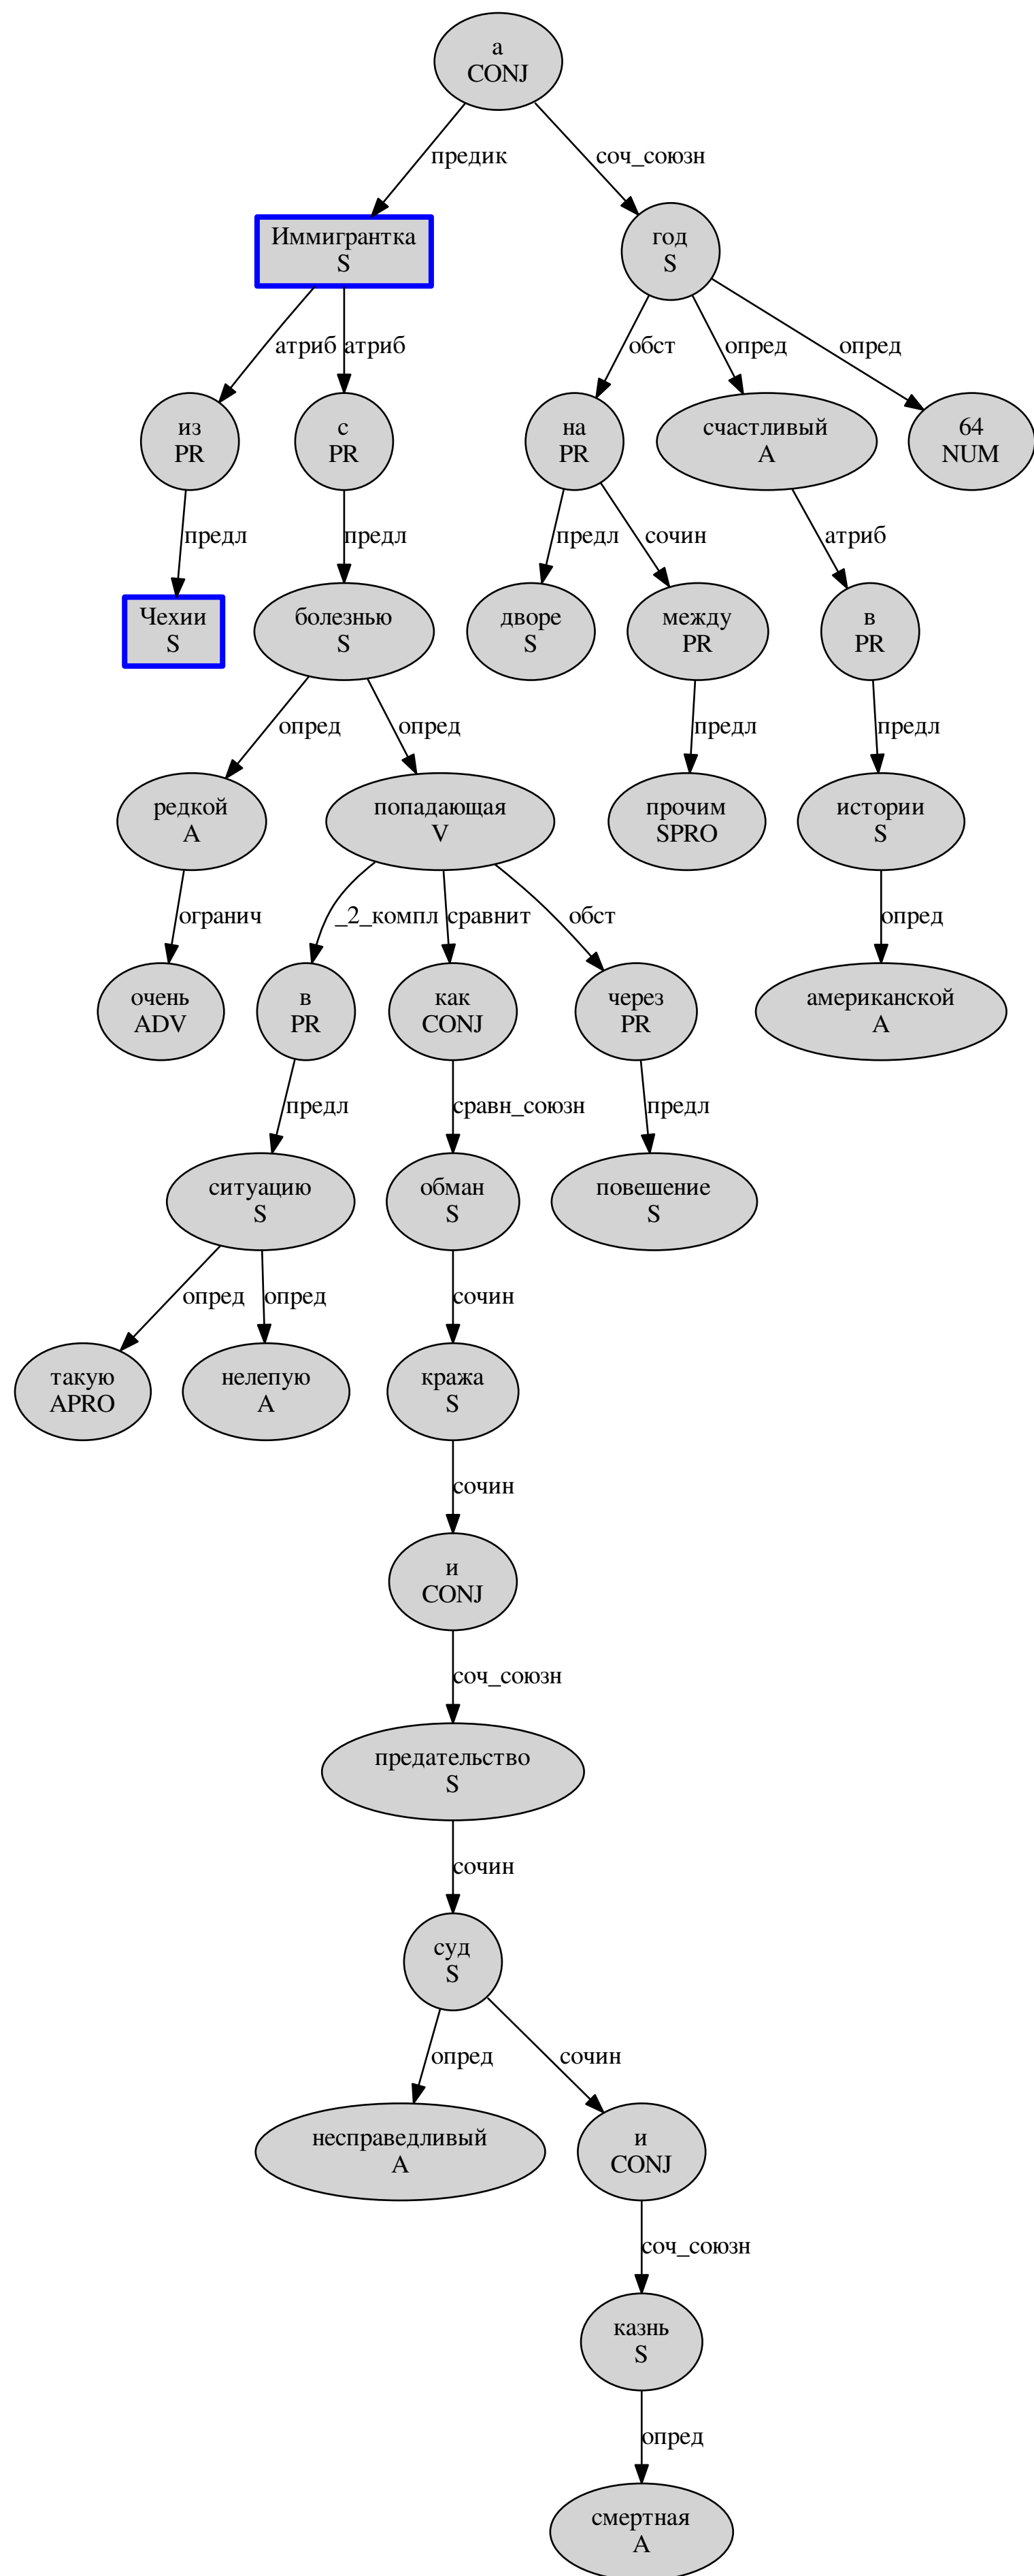 а
CONJ
предик
соч_союзн
Иммигрантка
S
год
S
атриб
атриб
обст
опред
опред
из
PR
с
PR
на
PR
счастливый
A
64
NUM
предл
предл
предл
сочин
атриб
Чехии
S
болезнью
S
дворе
S
между
PR
в
PR
опред
опред
предл
предл
редкой
A
попадающая
V
прочим
SPRO
истории
S
огранич
_2_компл
сравнит
обст
опред
очень
ADV
в
PR
как
CONJ
через
PR
американской
A
предл
сравн_союзн
предл
ситуацию
S
обман
S
повешение
S
опред
опред
сочин
такую
APRO
нелепую
A
кража
S
сочин
и
CONJ
соч_союзн
предательство
S
сочин
суд
S
опред
сочин
несправедливый
A
и
CONJ
соч_союзн
казнь
S
опред
смертная
A